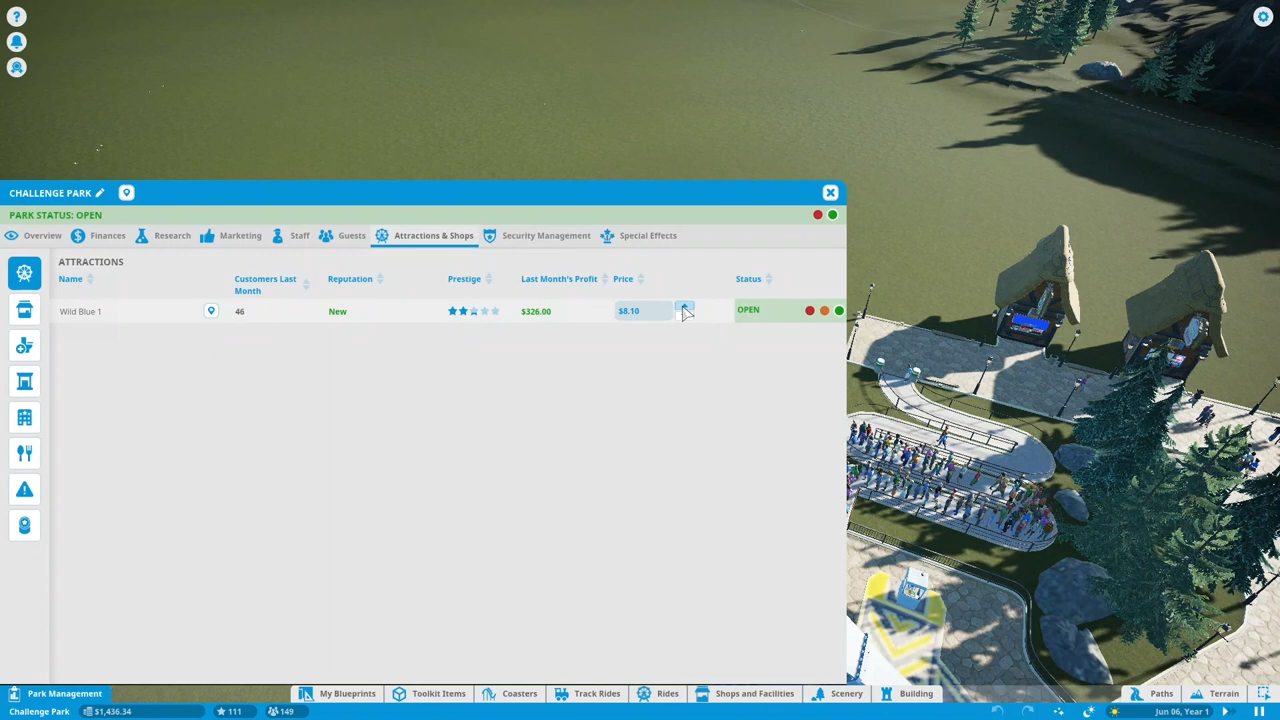 CHALLENGE PARK
PARK STATUS: OPEN
Overview Finances Research Marketing Staff Guests Attractions & Shops Security Management Special Effects
ATTRACTIONS
Name Customers Last Month Reputation Prestige Last Month's Profit Price Status
Wild Blue 1 46 New $326.00 $8.10 OPEN
Park Management My Blueprints Toolkit Items Coasters Track Rides Rides Shops and Facilities Scenery Building Paths Terrain
Challenge Park $1,436.34 111 149 Jun 06, Year 1